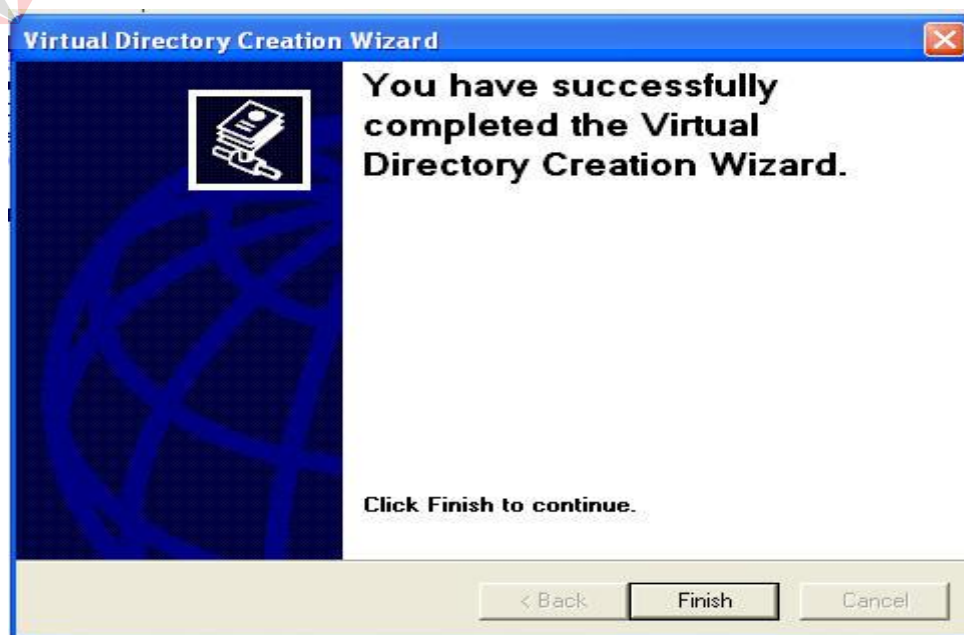 Virtual Directory Creation Wizard
You have successfully
completed the Virtual
Directory Creation Wizard.
Click Finish to continue.
< Back
Finish
Cancel